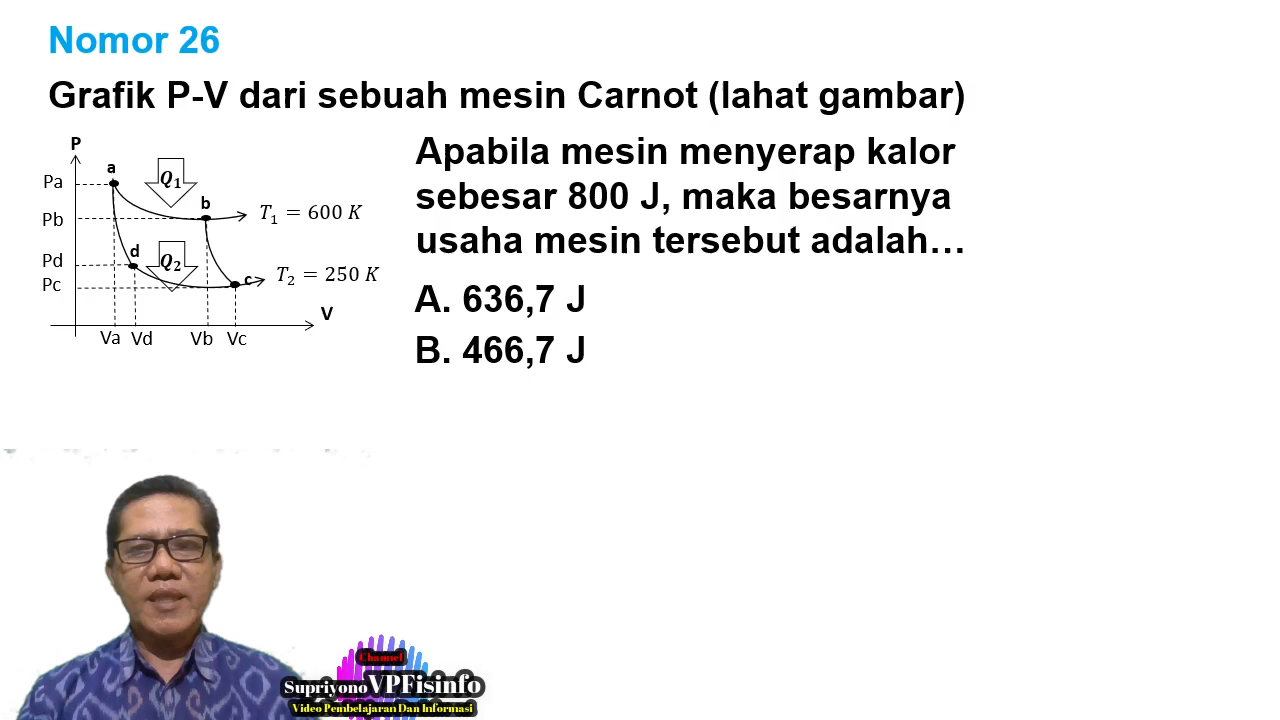 Nomor 26
Grafik P-V dari sebuah mesin Carnot (lahat gambar)
P
a
Pa
Q₁
b
Pb
T₁ = 600 K
d
Pd
Q₂
Pc
c
T₂ = 250 K
V
Va Vd Vb Vc
Apabila mesin menyerap kalor
sebesar 800 J, maka besarnya
usaha mesin tersebut adalah...
A. 636,7 J
B. 466,7 J
Channel
Supriyono VPFisinfo
Video Pembelajaran Dan Informasi